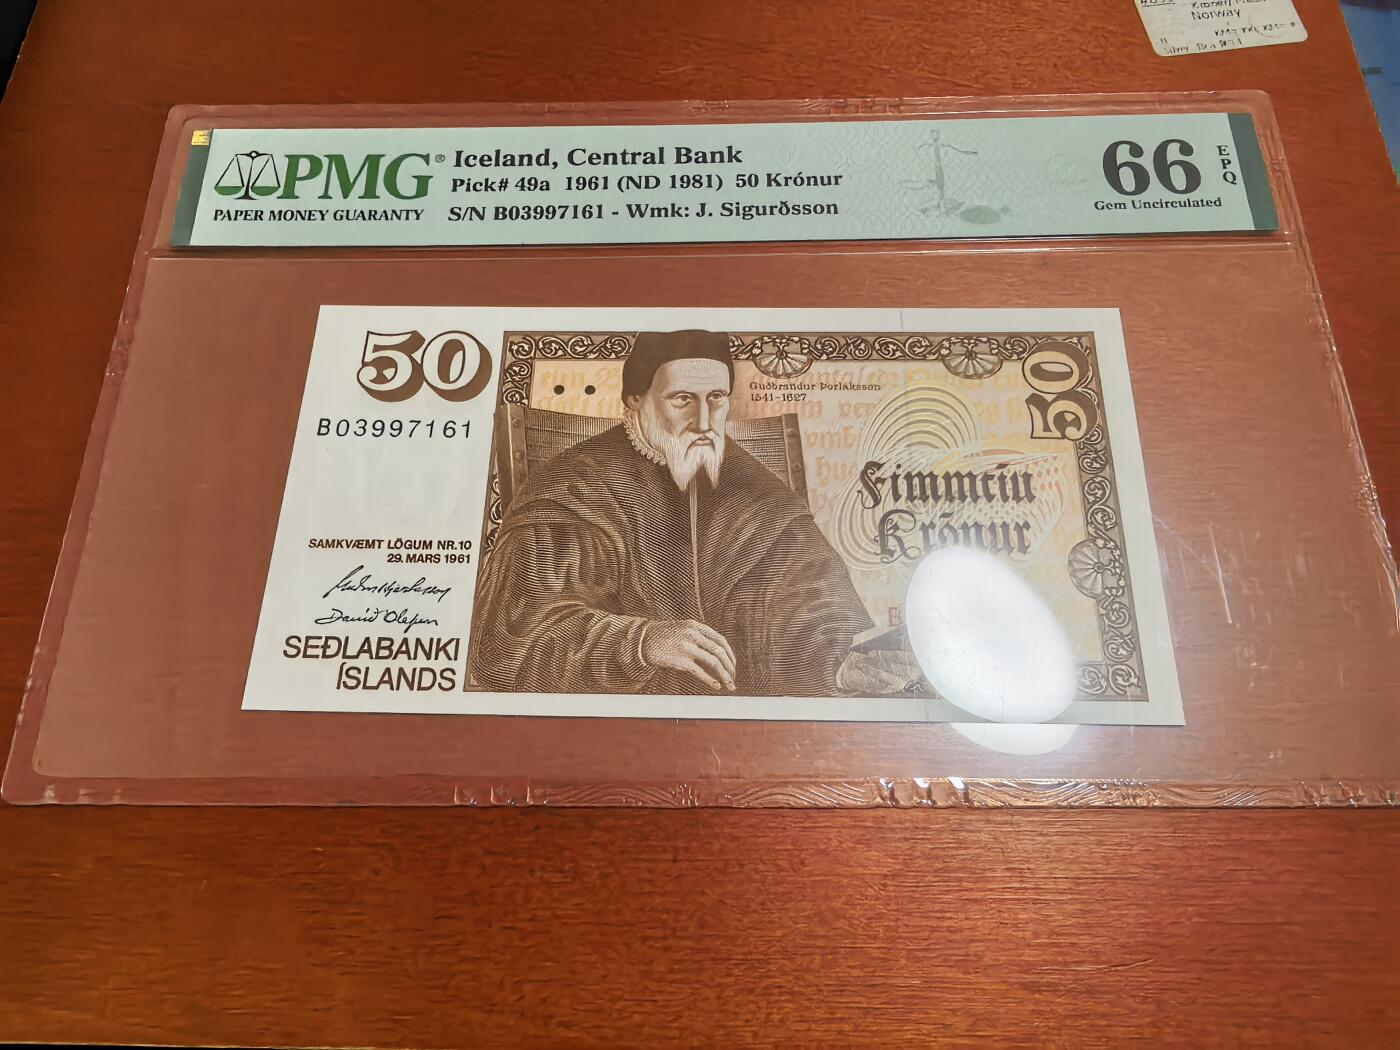 Norway
PMG®
PAPER MONEY GUARANTY
Iceland, Central Bank
Pick# 49a 1961 (ND 1981) 50 Krónur
S/N B03997161 - Wmk: J. Sigurðsson
66
EPQ
Gem Uncirculated
50
B03997161
SAMKVÆMT LÖGUM NR.10
29. MARS 1961
Davíð Ólafsson
SEÐLABANKI
ÍSLANDS
Guðbrandur Þorláksson
1541-1627
50
Fimmtíu
Krónur